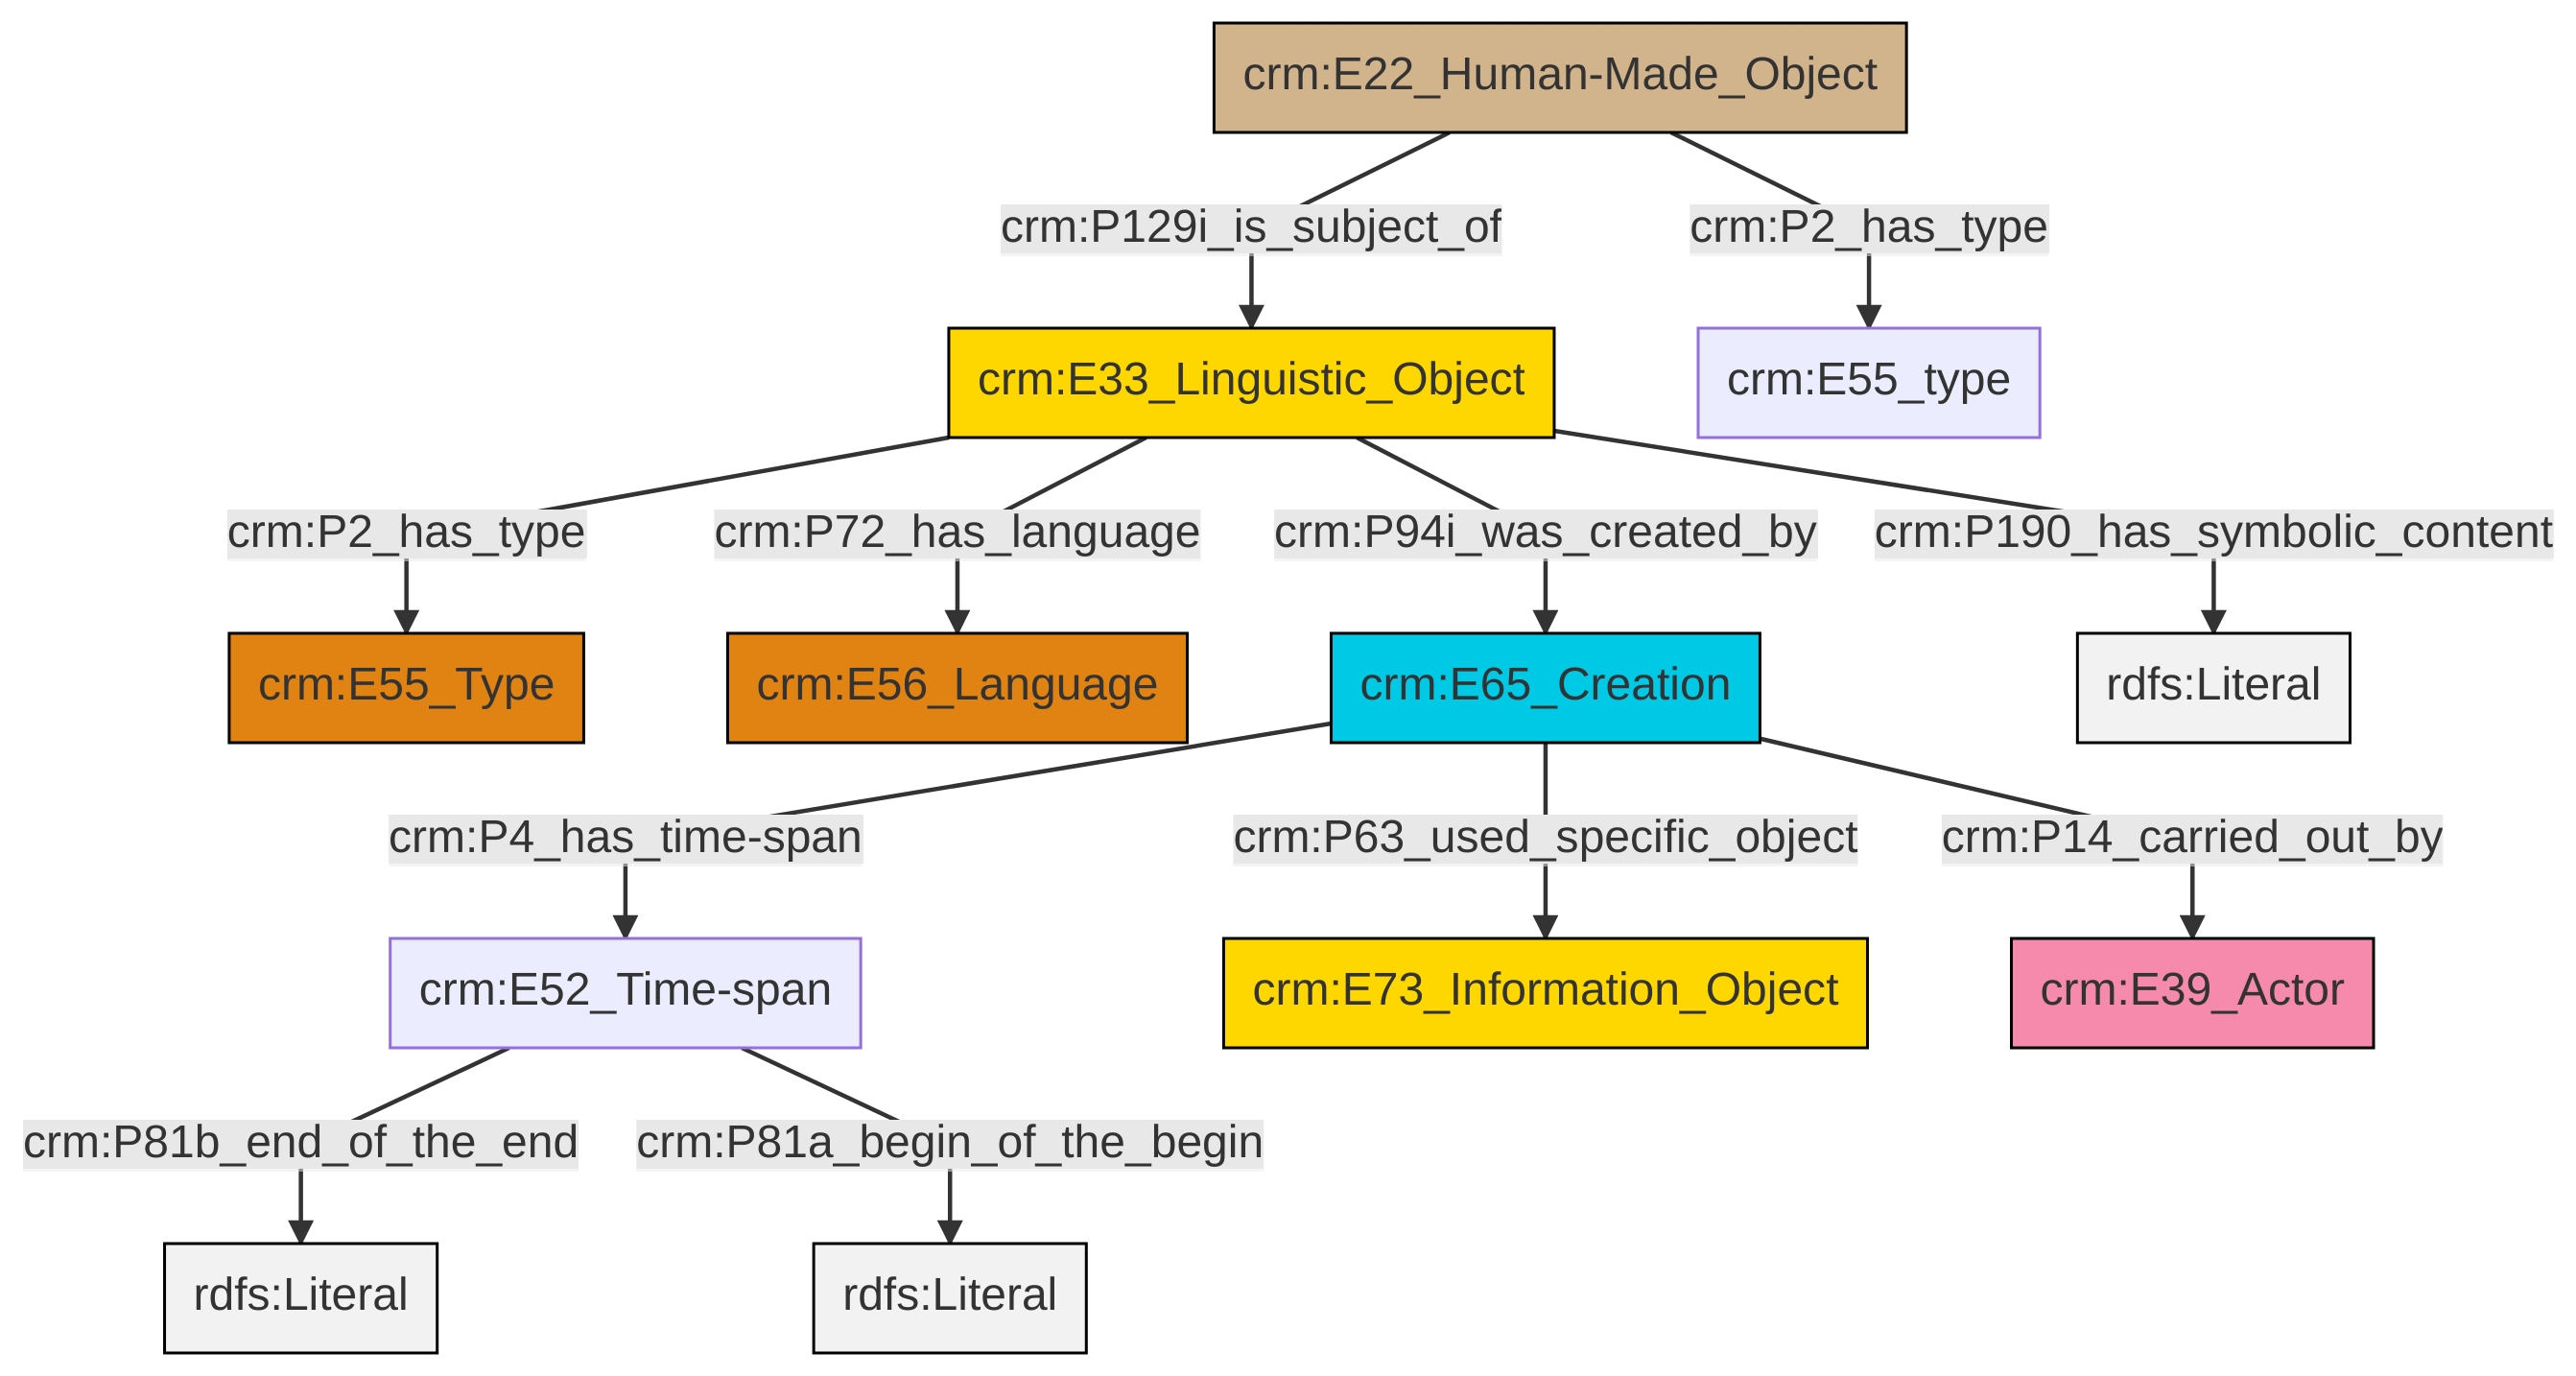 crm:E22_Human-Made_Object
crm:P129i_is_subject_of
crm:P2_has_type
crm:E33_Linguistic_Object
crm:E55_type
crm:P2_has_type
crm:P72_has_language
crm:P94i_was_created_by
crm:P190_has_symbolic_content
crm:E55_Type
crm:E56_Language
crm:E65_Creation
rdfs:Literal
crm:P4_has_time-span
crm:P63_used_specific_object
crm:P14_carried_out_by
crm:E52_Time-span
crm:E73_Information_Object
crm:E39_Actor
crm:P81b_end_of_the_end
crm:P81a_begin_of_the_begin
rdfs:Literal
rdfs:Literal